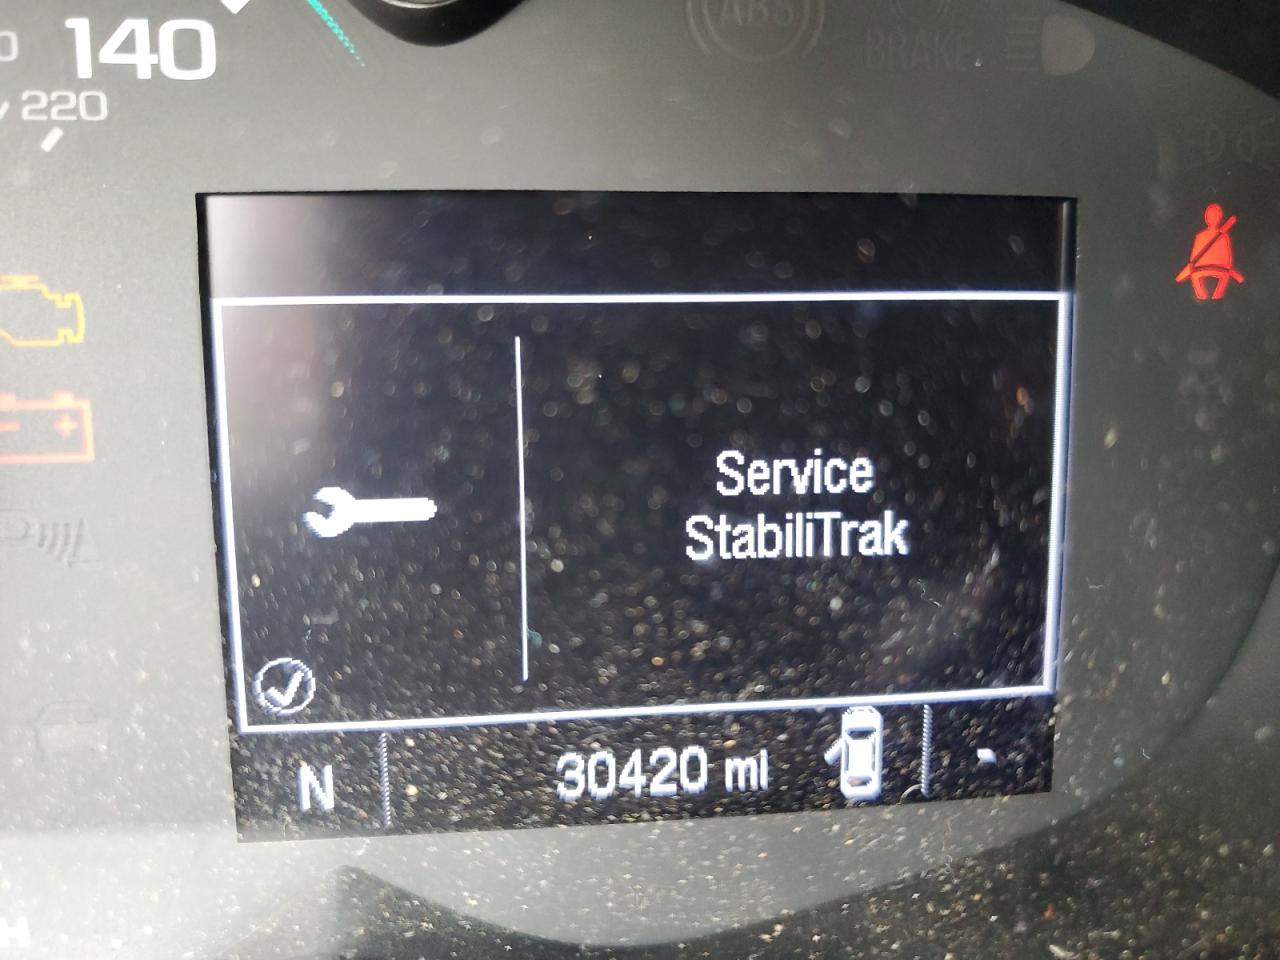 140
220
ABS
BRAKE
Service
StabiliTrak
N
30420 mi